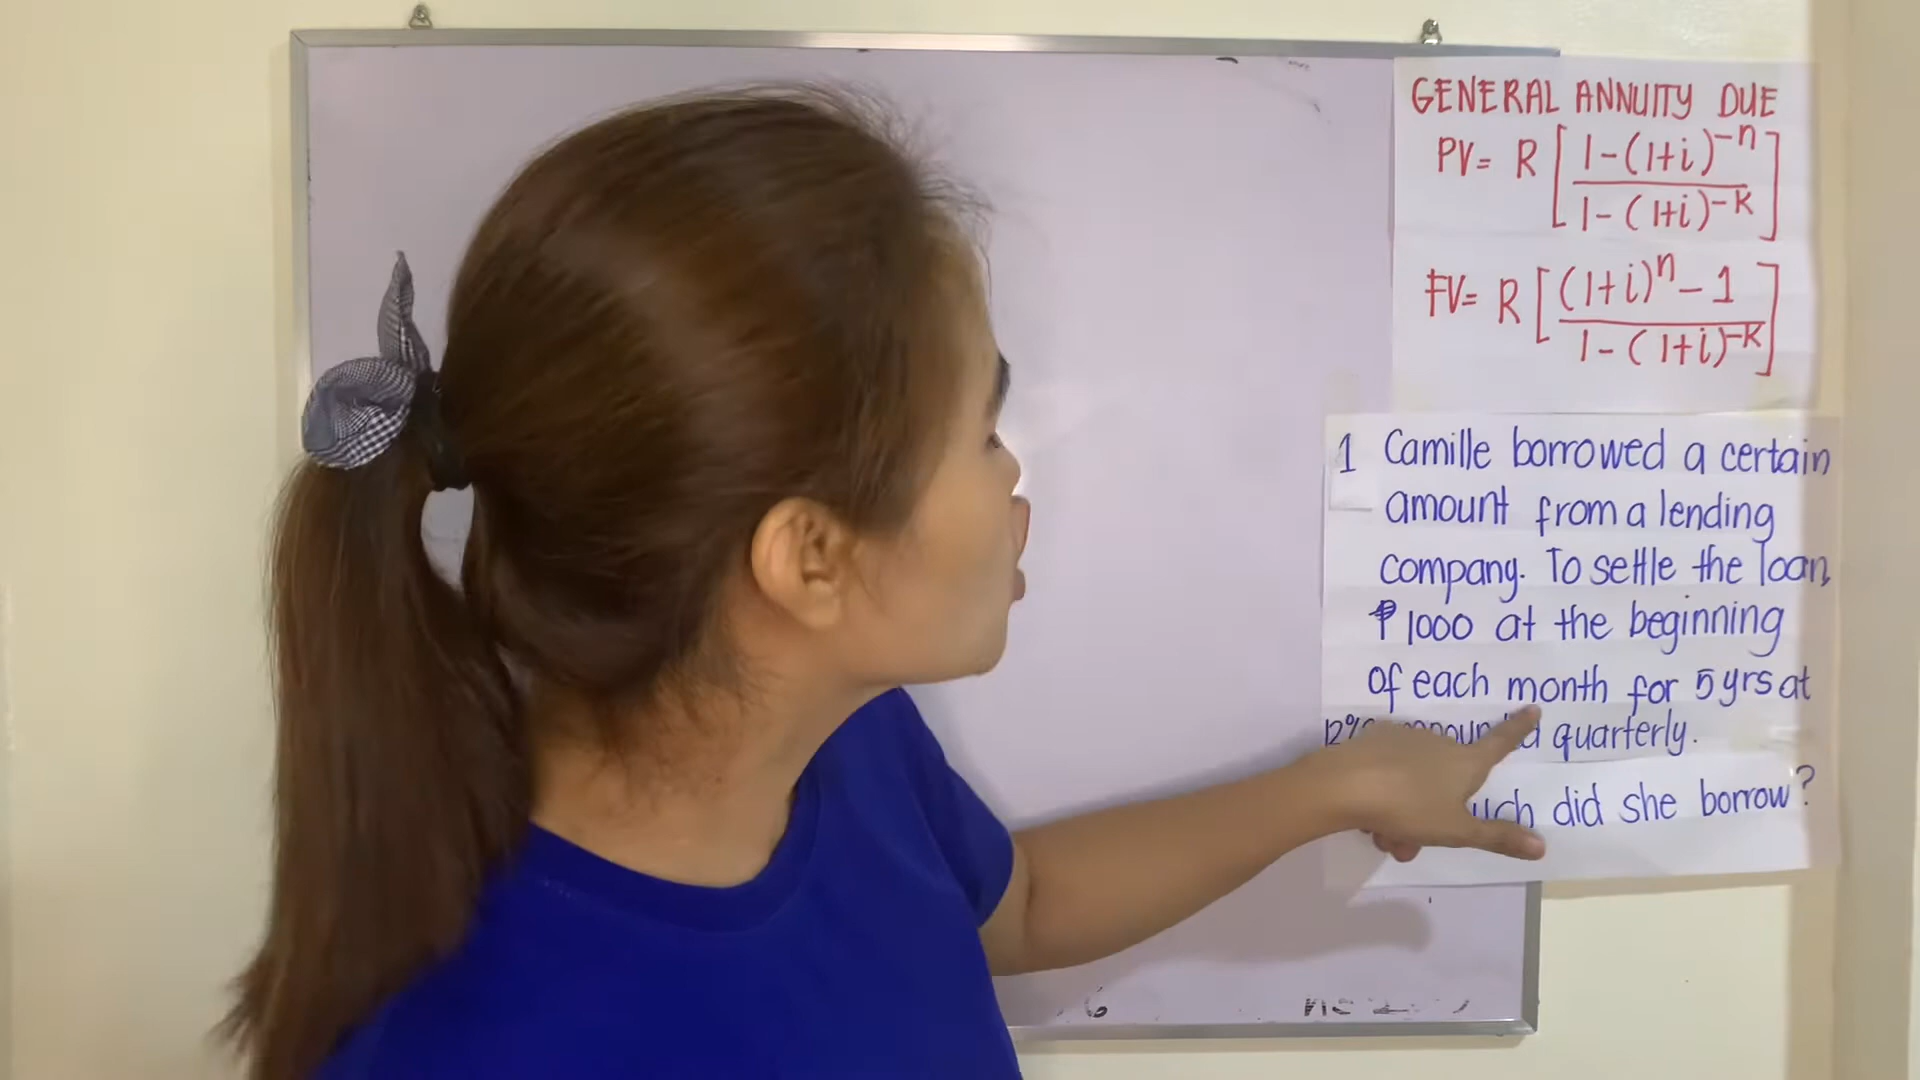 GENERAL ANNUITY DUE
PV= R [ 1-(1+i)^-n / 1-(1+i)^-k ]
FV= R [ (1+i)^n - 1 / 1-(1+i)^-k ]
1 Camille borrowed a certain
amount from a lending
company. To settle the loan,
₱1000 at the beginning
of each month for 5 yrs at
12% quarterly.
did she borrow?